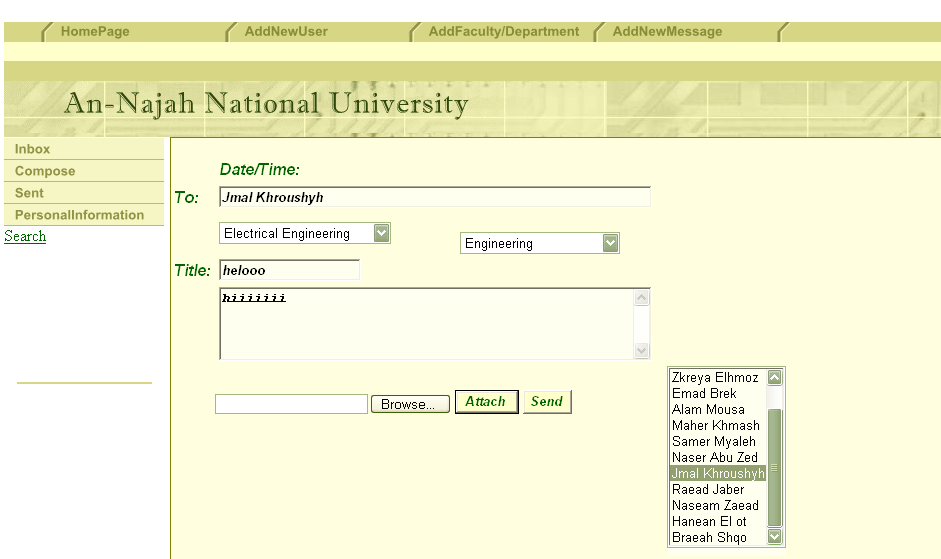 HomePage AddNewUser AddFaculty/Department AddNewMessage
An-Najah National University
Inbox
Compose
Sent
PersonalInformation
Search
Date/Time:
To: Jmal Khroushyh
Electrical Engineering Engineering
Title: helooo
hiiiiiii
Browse... Attach Send
Zkreya Elhmoz
Emad Brek
Alam Mousa
Maher Khmash
Samer Myaleh
Naser Abu Zed
Jmal Khroushyh
Raead Jaber
Naseam Zaead
Hanean El ot
Braeah Shqo